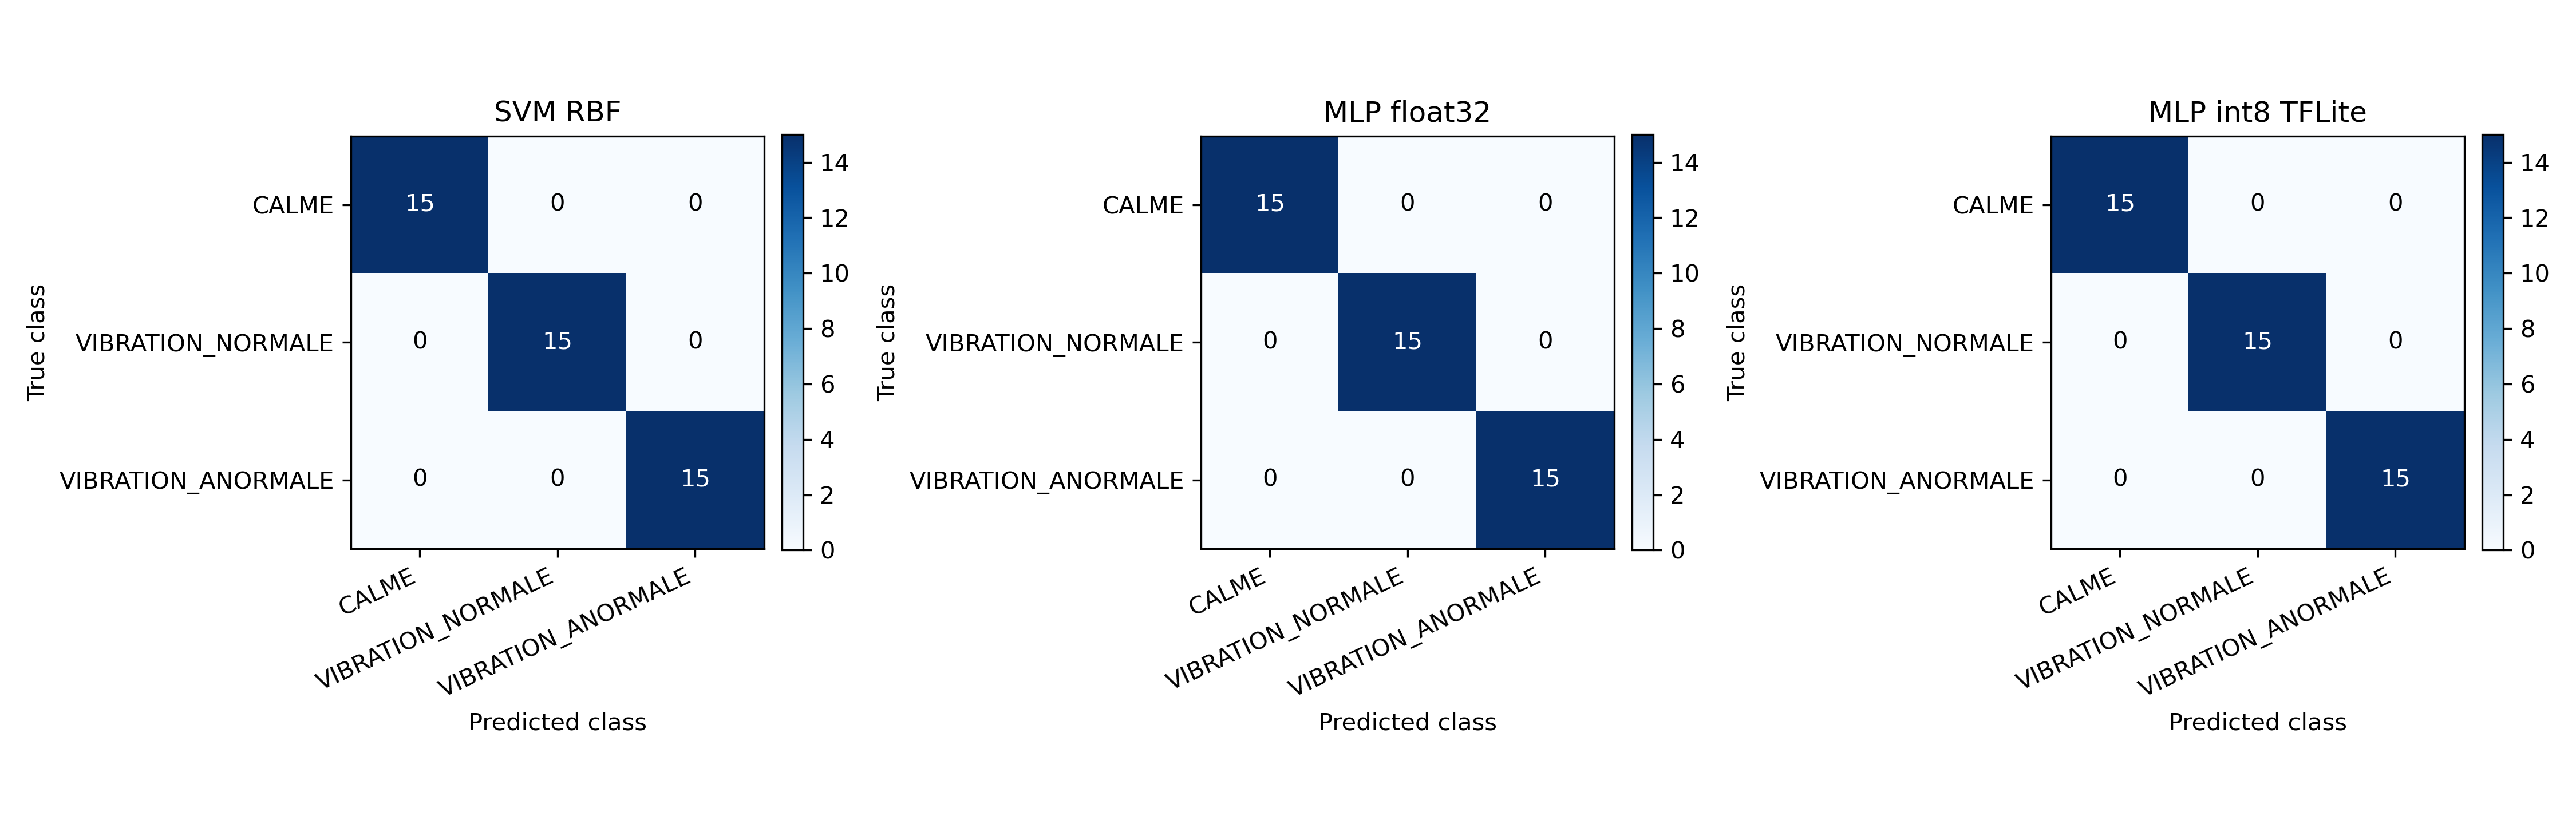 SVM RBF
14
12
10
8
6
4
2
0
True class
CALME
VIBRATION_NORMALE
VIBRATION_ANORMALE
15 0 0
0 15 0
0 0 15
CALME
VIBRATION_NORMALE
VIBRATION_ANORMALE
Predicted class
MLP float32
14
12
10
8
6
4
2
0
True class
CALME
VIBRATION_NORMALE
VIBRATION_ANORMALE
15 0 0
0 15 0
0 0 15
CALME
VIBRATION_NORMALE
VIBRATION_ANORMALE
Predicted class
MLP int8 TFLite
14
12
10
8
6
4
2
0
True class
CALME
VIBRATION_NORMALE
VIBRATION_ANORMALE
15 0 0
0 15 0
0 0 15
CALME
VIBRATION_NORMALE
VIBRATION_ANORMALE
Predicted class